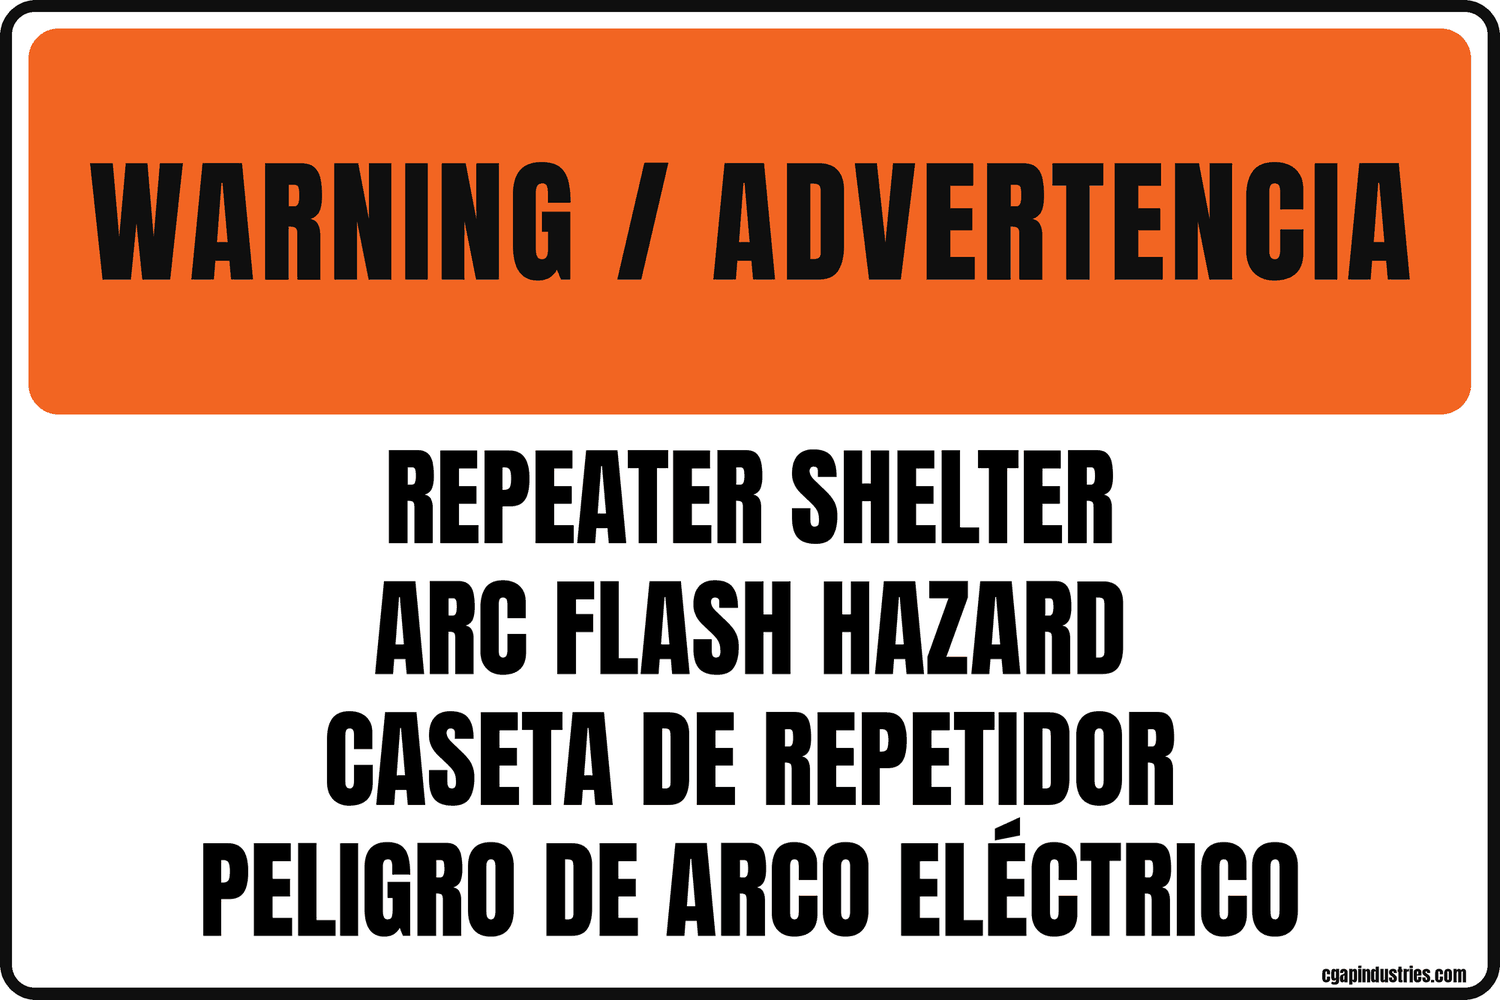 WARNING / ADVERTENCIA
REPEATER SHELTER
ARC FLASH HAZARD
CASETA DE REPETIDOR
PELIGRO DE ARCO ELÉCTRICO
cgapindustries.com